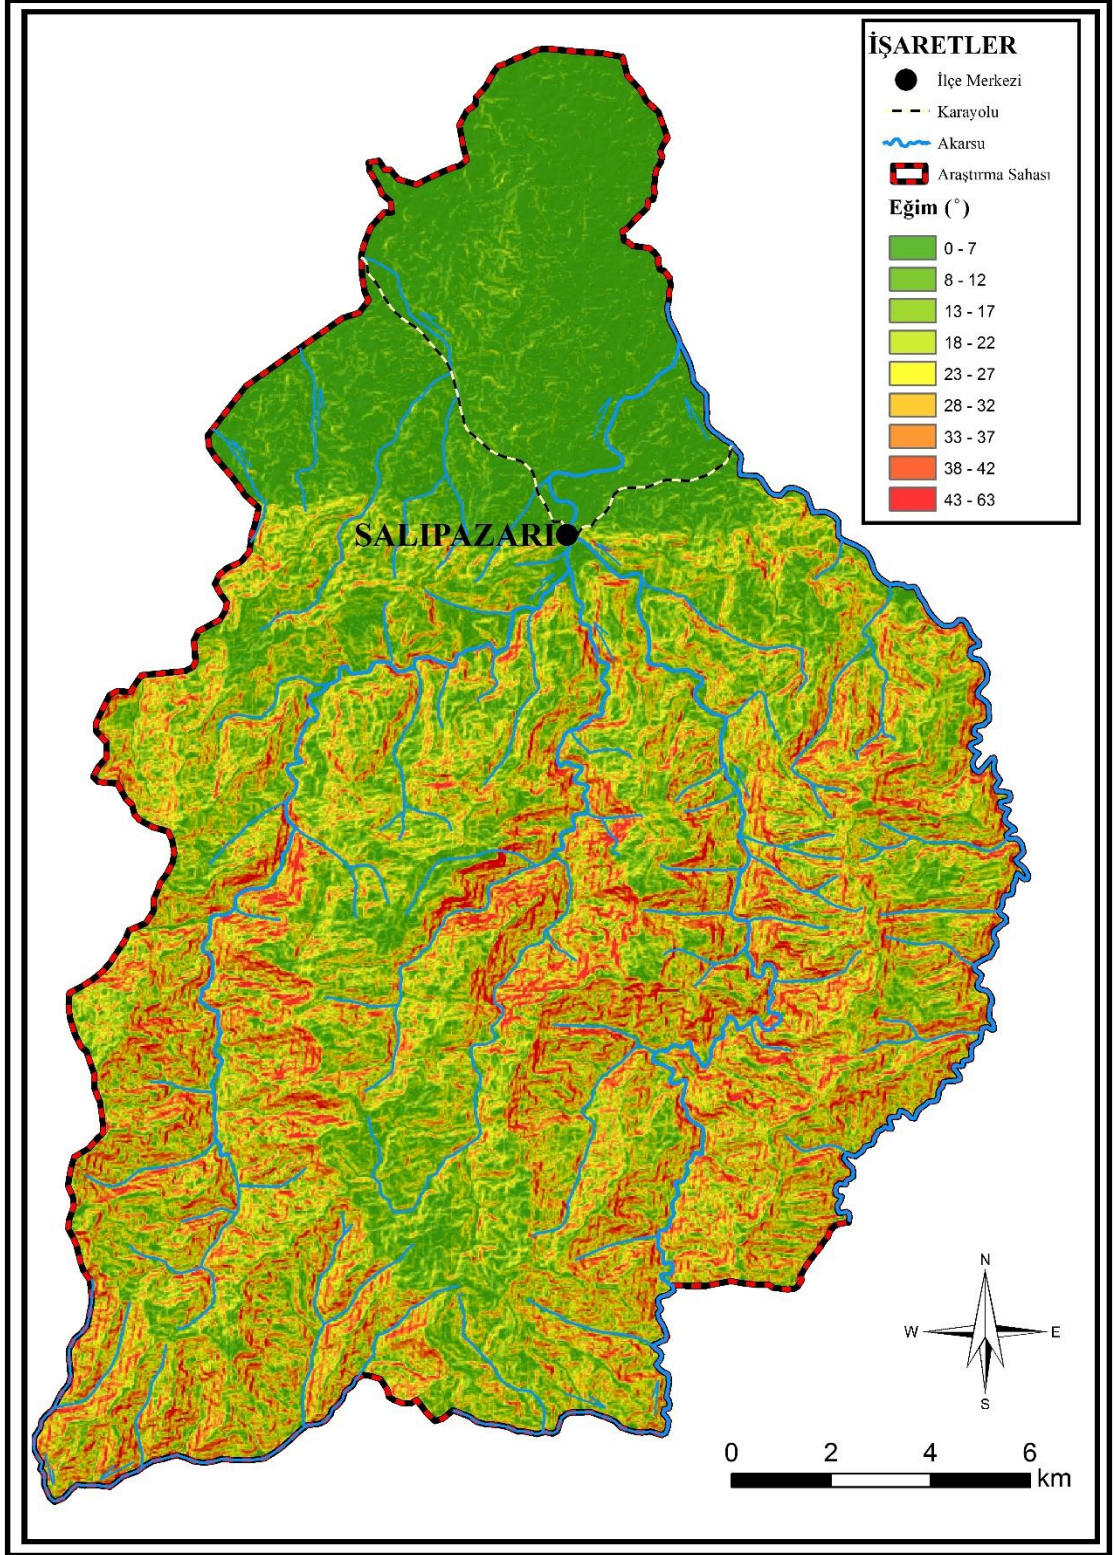 İŞARETLER
İlçe Merkezi
Karayolu
Akarsu
Araştırma Sahası
Eğim (°)
0 - 7
8 - 12
13 - 17
18 - 22
23 - 27
28 - 32
33 - 37
38 - 42
43 - 63
SALIPAZARI
N
W E
S
0 2 4 6
km